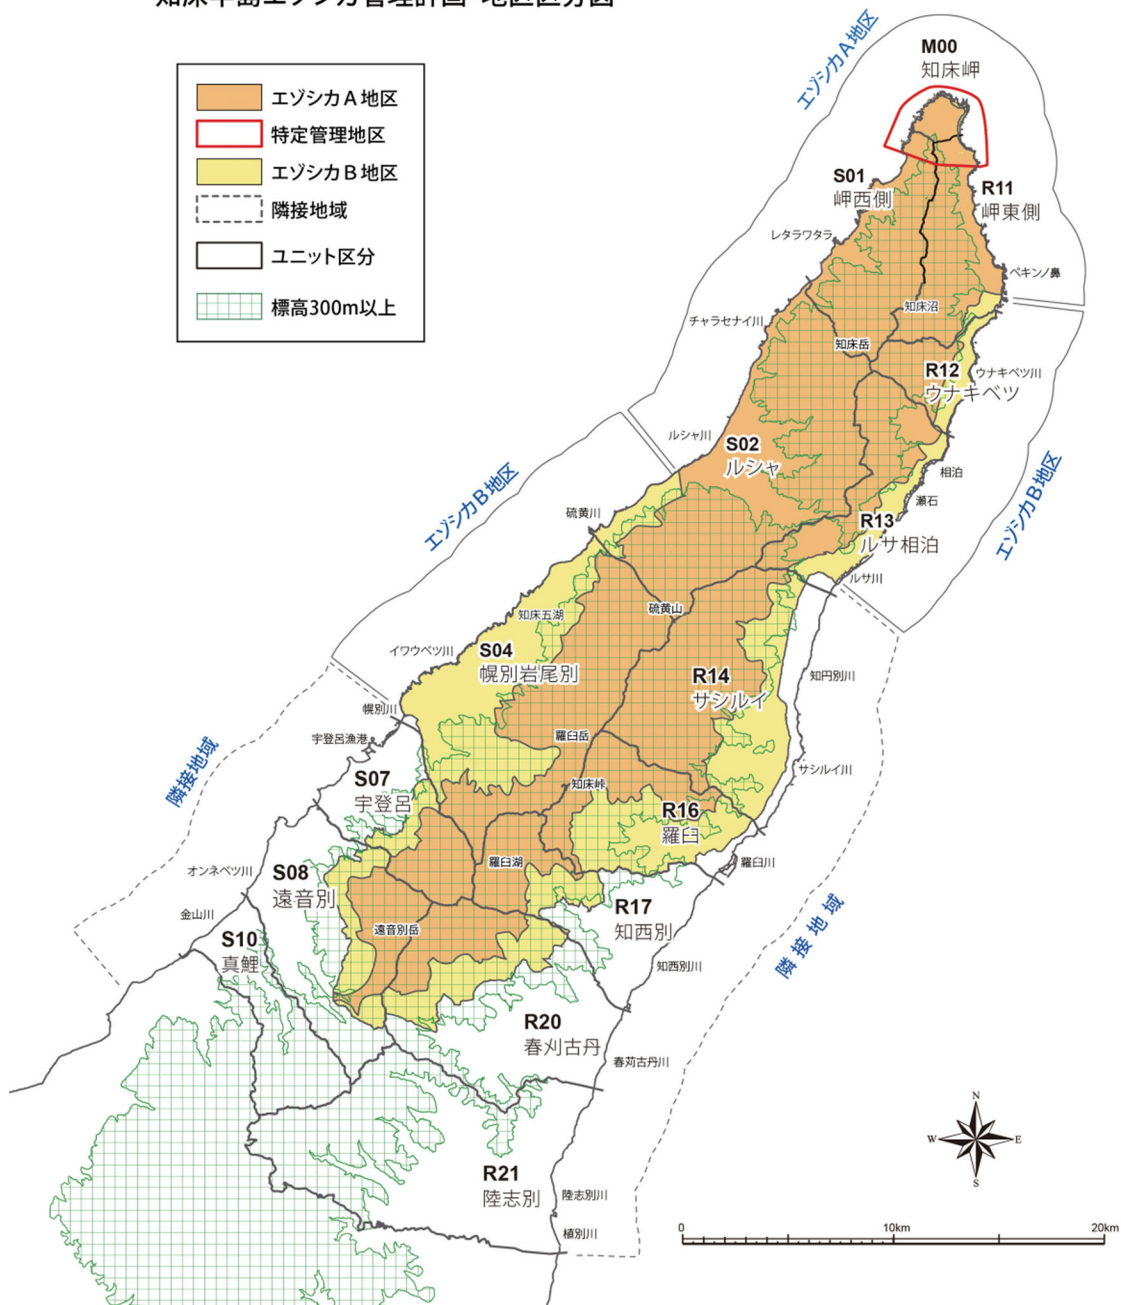 知床半島エゾシカ管理計画 地区区分図
エゾシカA地区
特定管理地区
エゾシカB地区
隣接地域
ユニット区分
標高300m以上
エゾシカA地区
M00
知床岬
S01
岬西側
R11
岬東側
レタラワタラ
ペキンノ鼻
チャラセナイ川
知床沼
知床岳
R12
ウナキベツ
ウナキベツ川
ルシャ川
S02
ルシャ
相泊
瀬石
エゾシカB地区
エゾシカB地区
硫黄川
R13
ルサ相泊
ルサ川
硫黄山
知床五湖
イワウベツ川
S04
幌別岩尾別
R14
サシルイ
知円別川
幌別川
宇登呂漁港
羅臼岳
隣接地域
S07
宇登呂
知床峠
サシルイ川
R16
羅臼
羅臼湖
羅臼川
オンネベツ川
S08
遠音別
金山川
R17
知西別
隣接地域
遠音別岳
S10
真鯉
知西別川
R20
春刈古丹
春苅古丹川
R21
陸志別
陸志別川
植別川
N
W
E
S
0
10km
20km